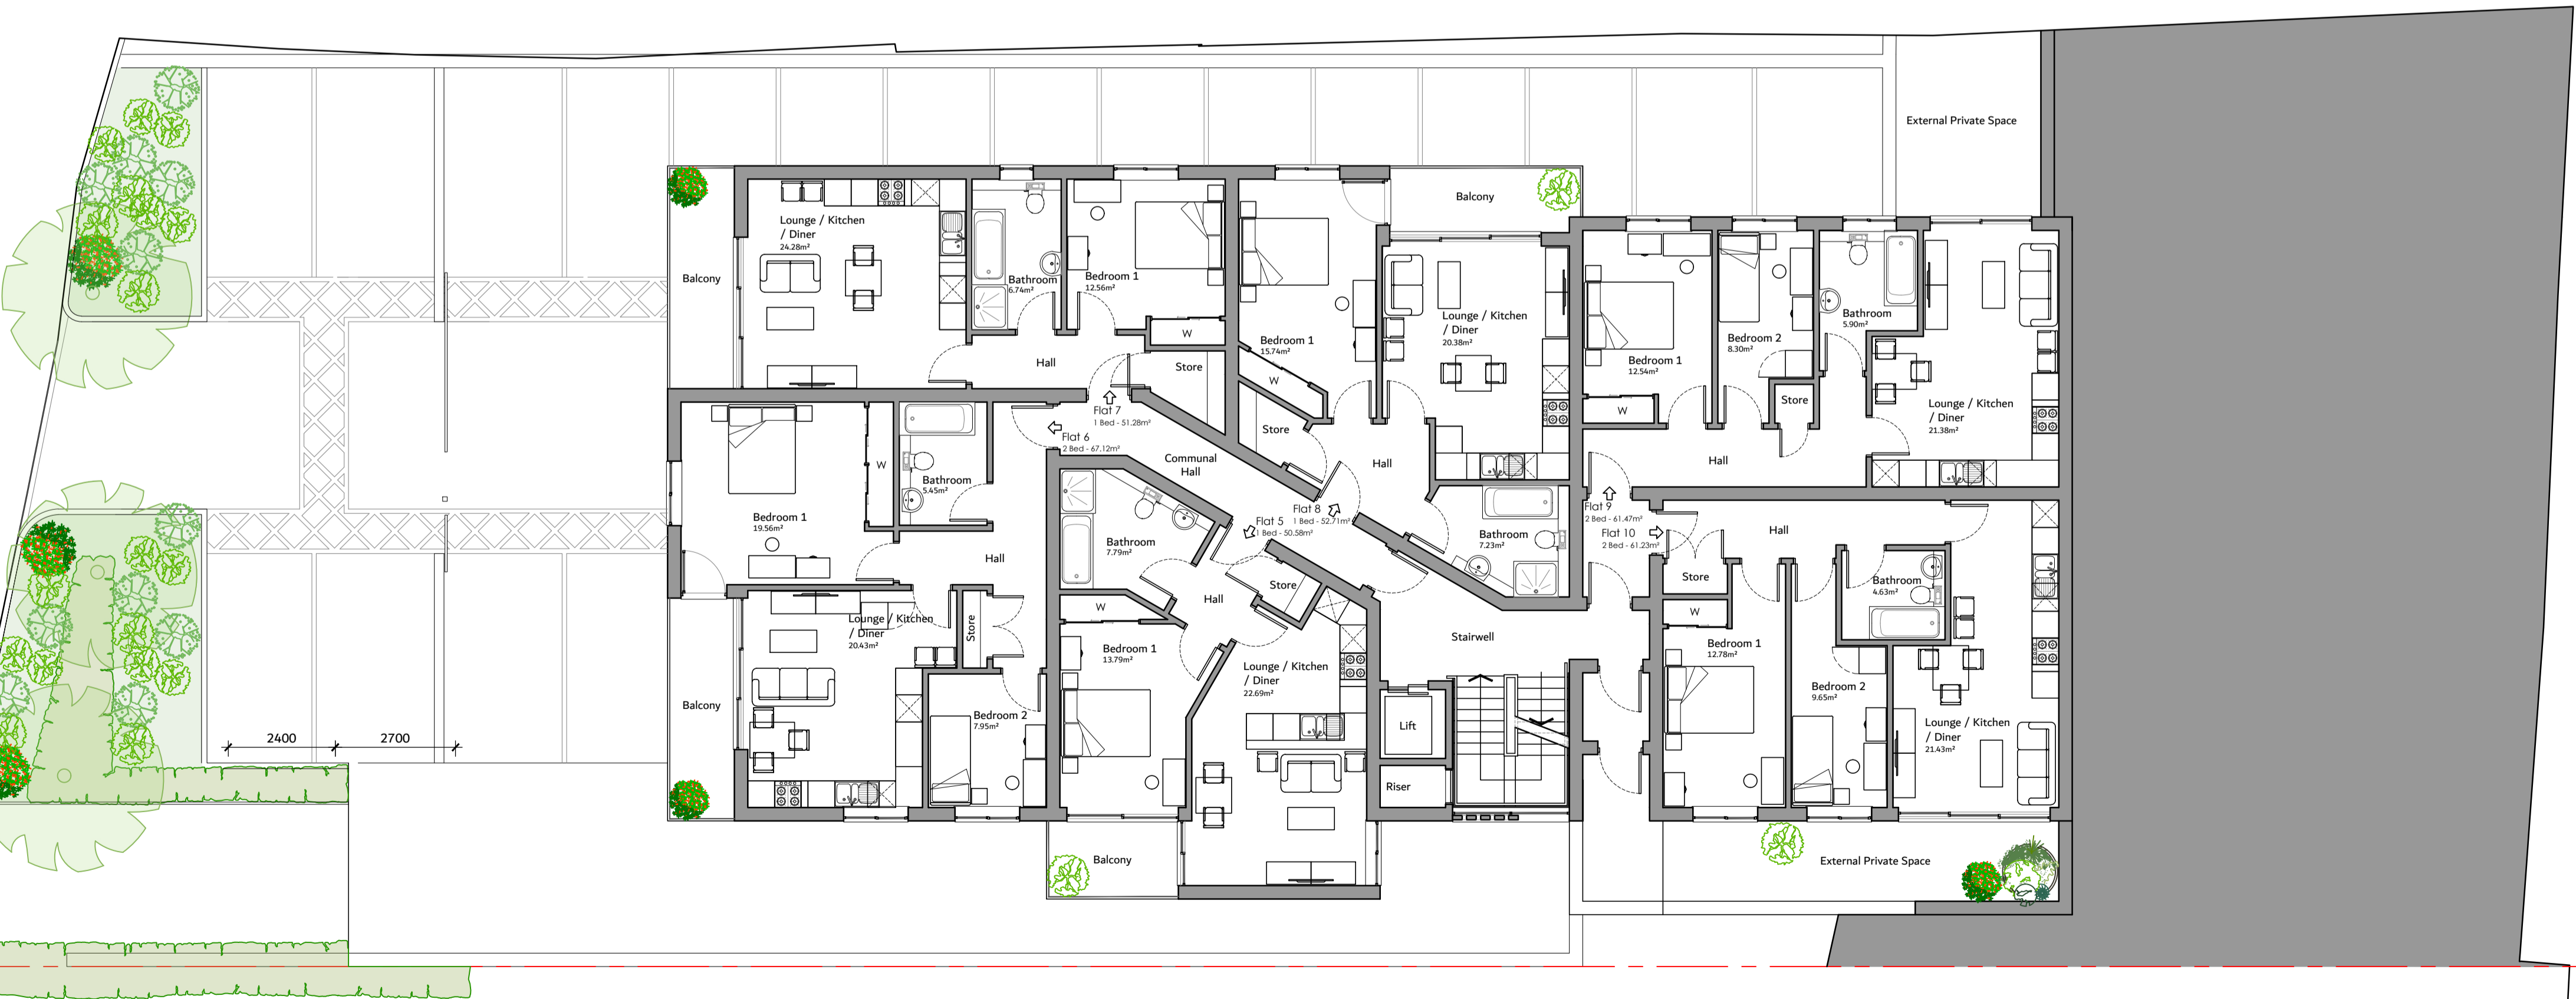 External Private Space
Balcony
Lounge / Kitchen
/ Diner
24.28m²
Balcony
Bathroom
6.74m²
Bedroom 1
12.56m²
W
Hall
Store
Bedroom 1
15.74m²
W
Store
Lounge / Kitchen
/ Diner
20.38m²
Hall
Bedroom 1
12.54m²
W
Bedroom 2
8.30m²
Store
Bathroom
5.90m²
Lounge / Kitchen
/ Diner
21.38m²
Hall
Flat 7
1 Bed - 51.28m²
Flat 6
2 Bed - 67.12m²
Communal
Hall
Flat 8
1 Bed - 52.71m²
Flat 5
1 Bed - 50.58m²
Flat 9
2 Bed - 61.47m²
Flat 10
2 Bed - 61.23m²
Bedroom 1
19.56m²
W
Bathroom
5.45m²
Hall
Bathroom
7.79m²
Hall
Store
Bathroom
7.23m²
Hall
Store
W
Bathroom
4.63m²
Balcony
Lounge / Kitchen
/ Diner
20.43m²
Store
Bedroom 2
7.95m²
W
Bedroom 1
13.79m²
Lounge / Kitchen
/ Diner
22.69m²
Stairwell
Lift
Riser
Bedroom 1
12.78m²
Bedroom 2
9.65m²
Lounge / Kitchen
/ Diner
21.43m²
2400
2700
Balcony
External Private Space